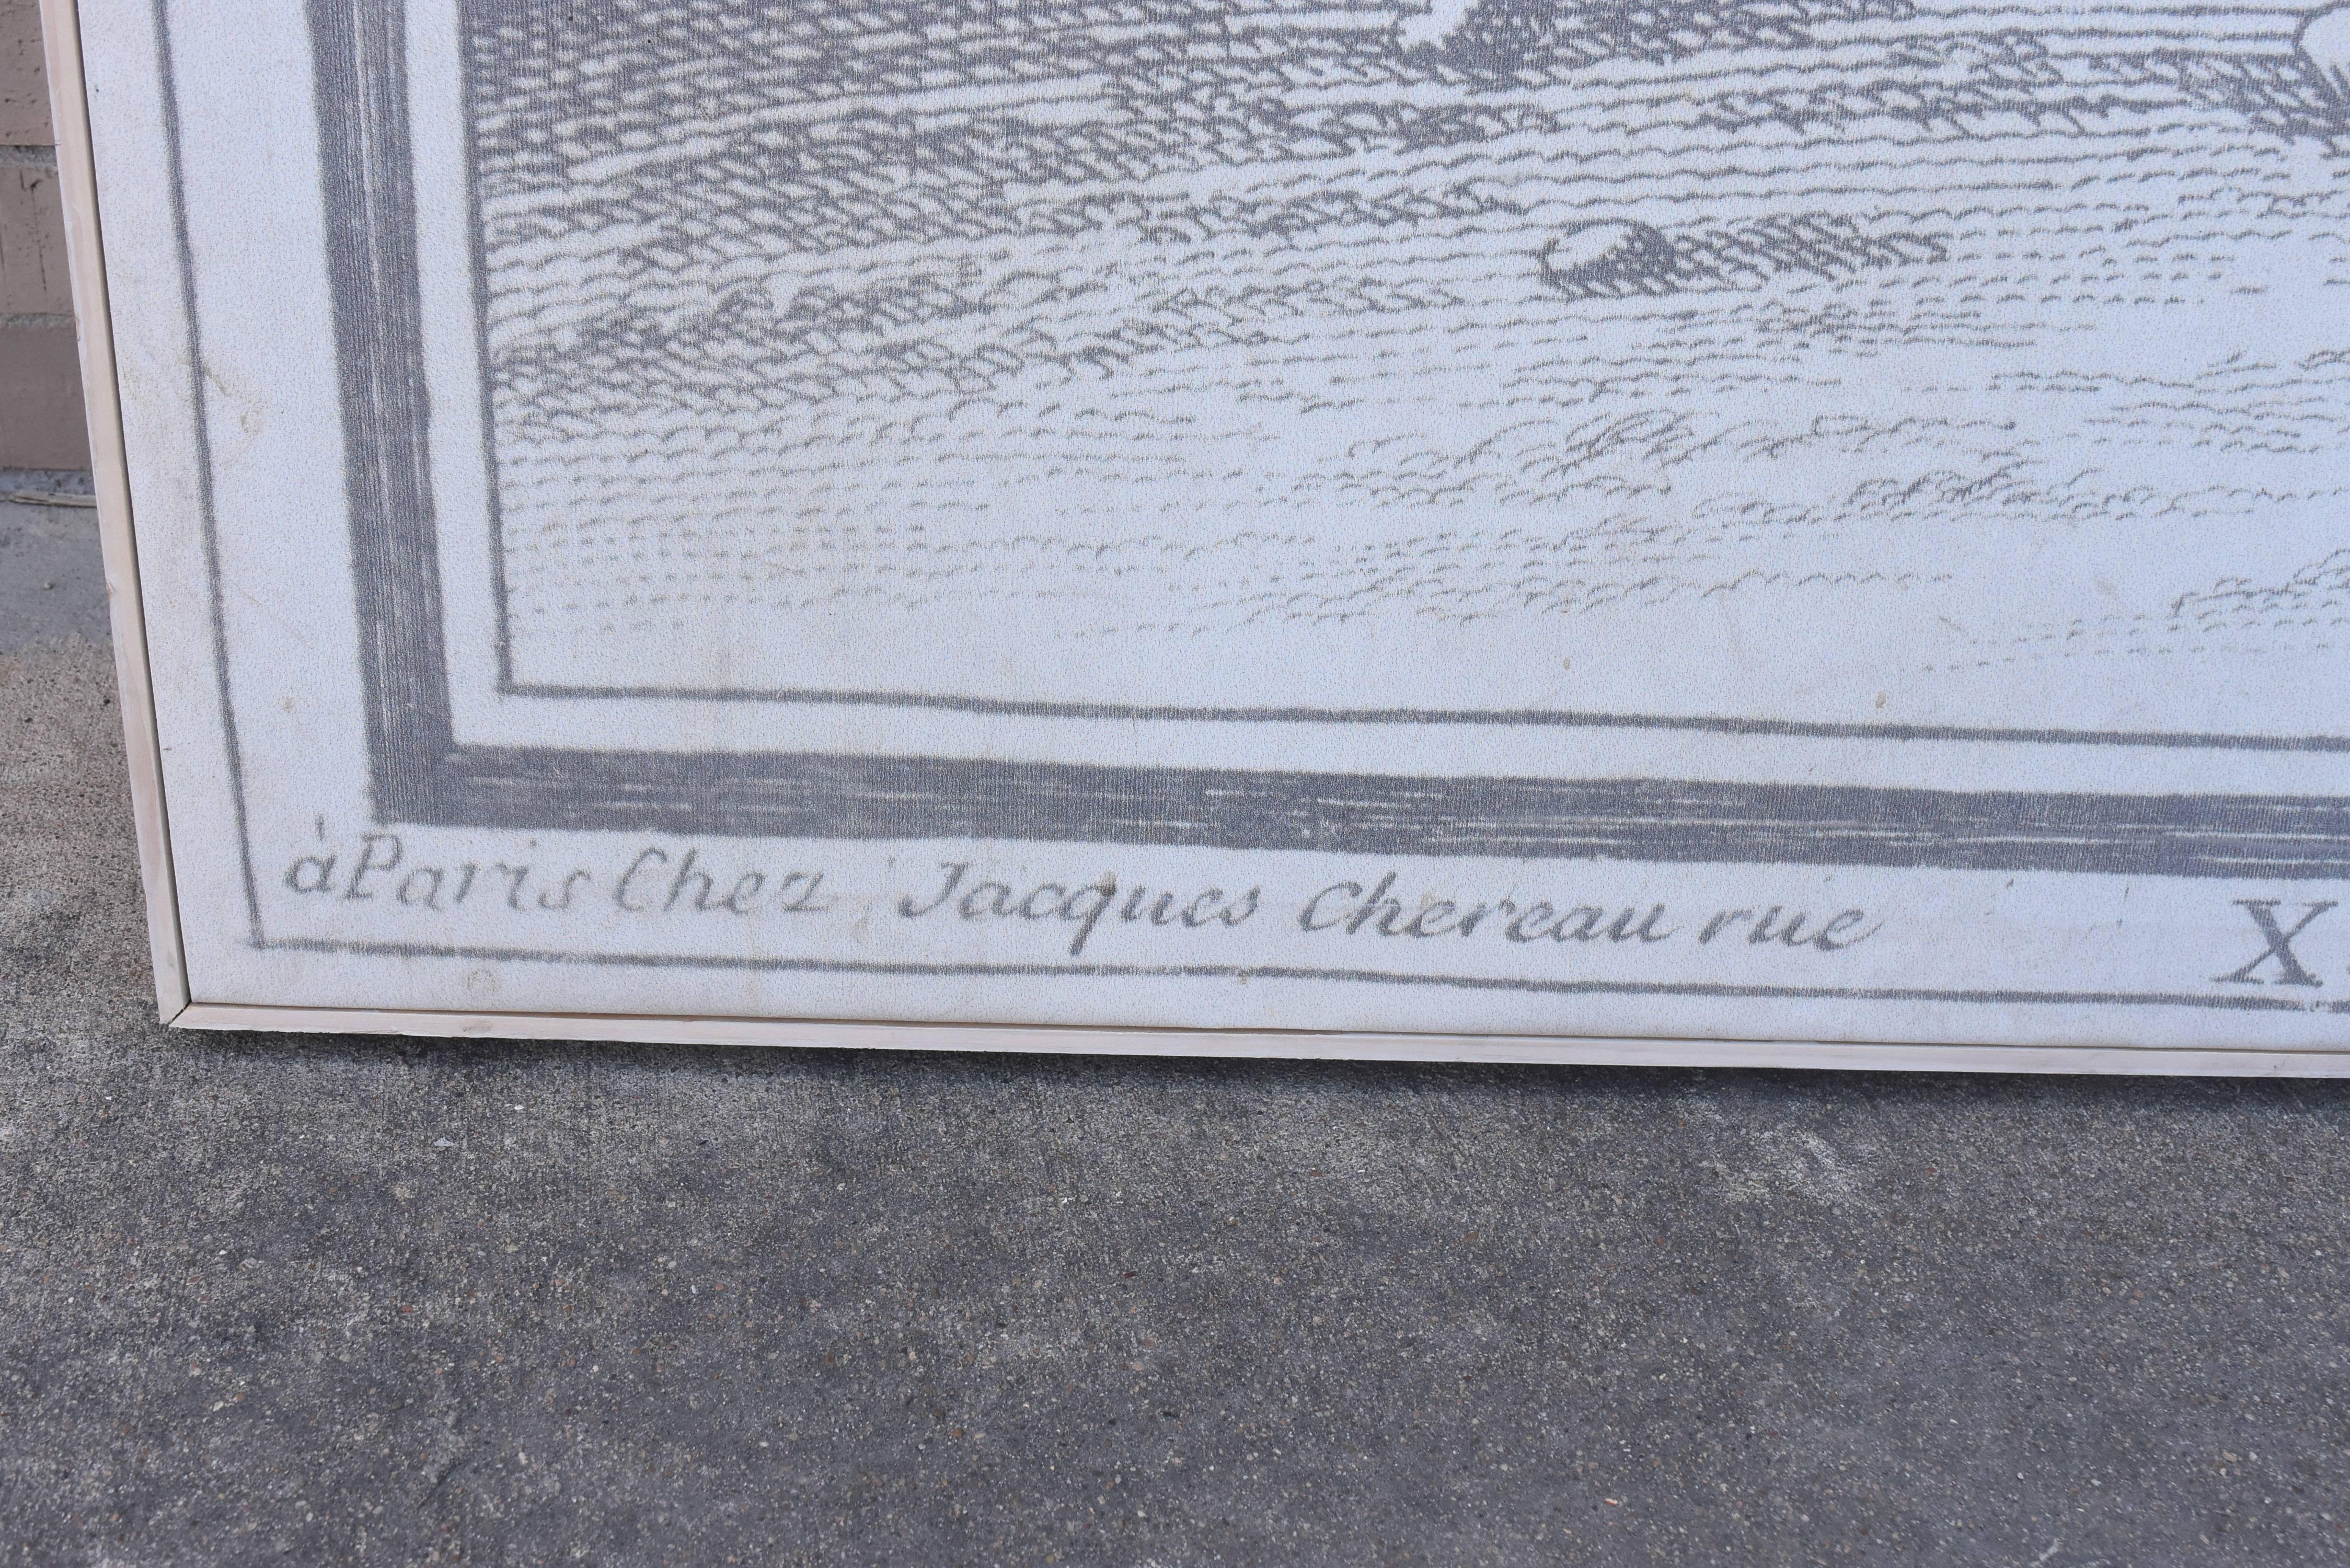 à Paris Chez Jacques Chereau rue X